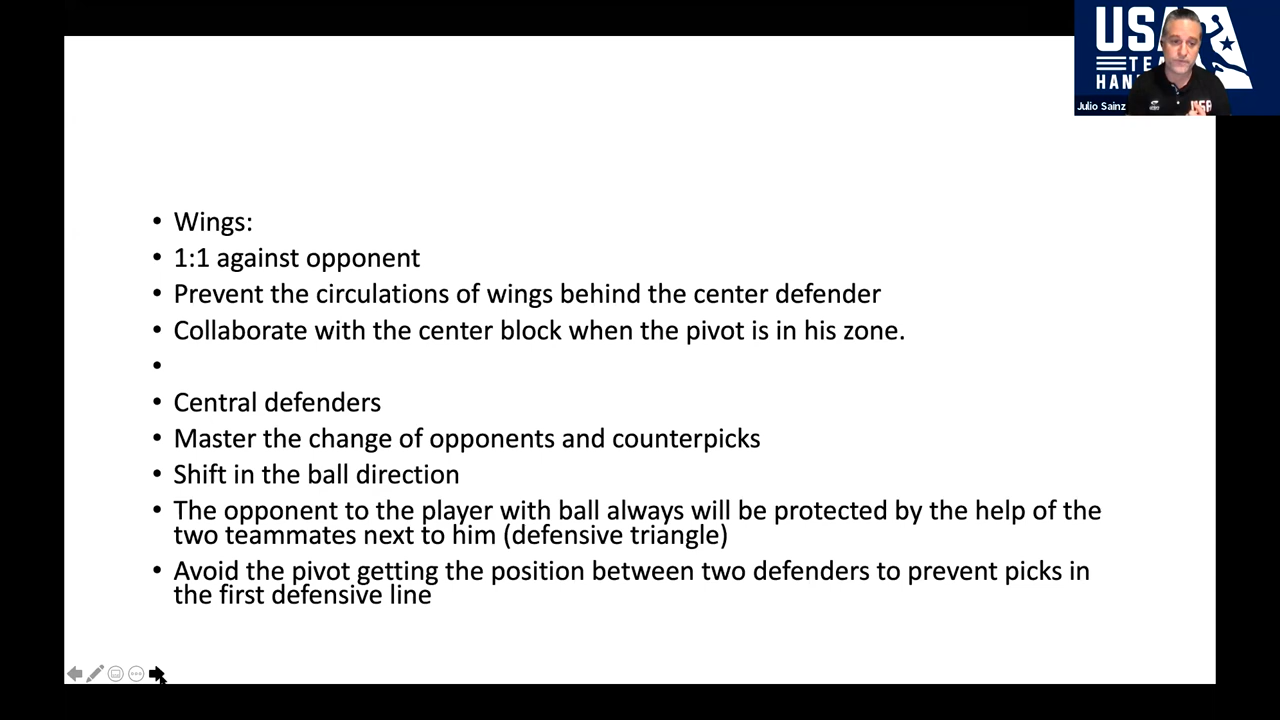 USA
TEA
HAN
Julio Sainz
USA
• Wings:
• 1:1 against opponent
• Prevent the circulations of wings behind the center defender
• Collaborate with the center block when the pivot is in his zone.
•
• Central defenders
• Master the change of opponents and counterpicks
• Shift in the ball direction
• The opponent to the player with ball always will be protected by the help of the
two teammates next to him (defensive triangle)
• Avoid the pivot getting the position between two defenders to prevent picks in
the first defensive line